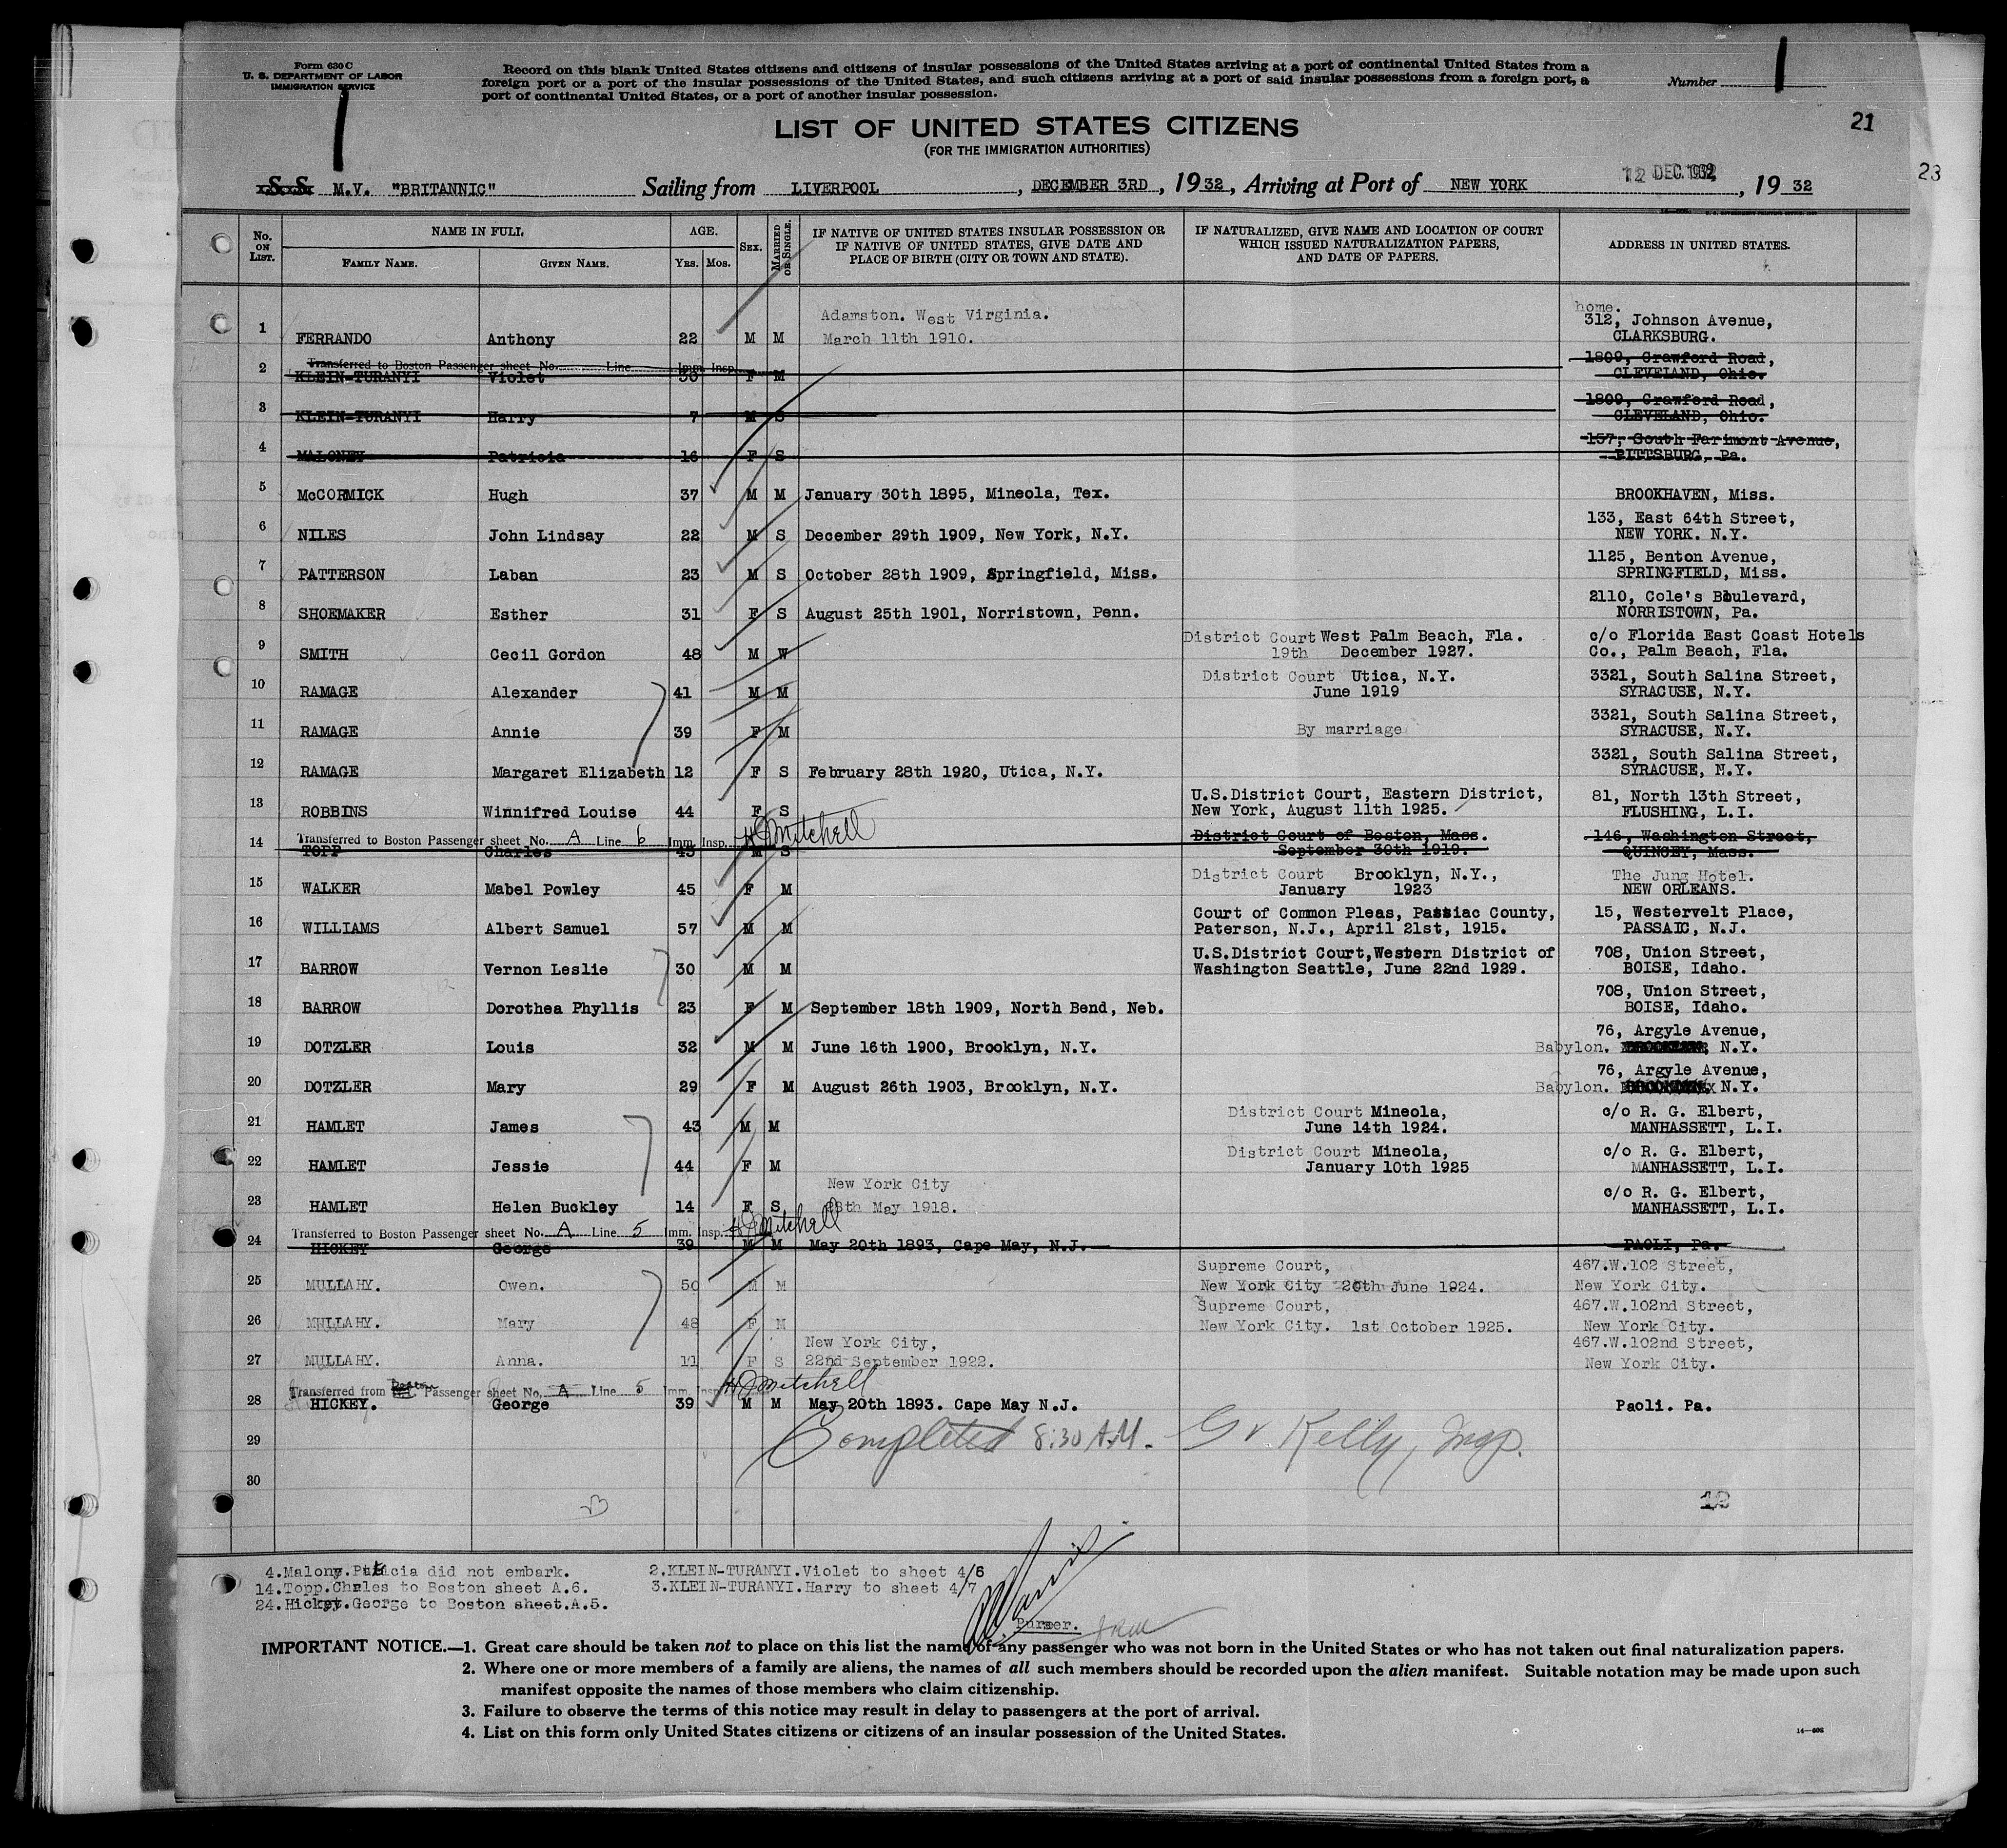 Form 630 C
U. S. DEPARTMENT OF LABOR
IMMIGRATION SERVICE
Record on this blank United States citizens and citizens of insular possessions of the United States arriving at a port of continental United States from a
foreign port or a port of the insular possessions of the United States, and such citizens arriving at a port of said insular possessions from a foreign port, a
port of continental United States, or a port of another insular possession.
Number 1
1
21
LIST OF UNITED STATES CITIZENS
(FOR THE IMMIGRATION AUTHORITIES)
23
S.S. M.V. "BRITANNIC" Sailing from LIVERPOOL, DECEMBER 3RD, 1932, Arriving at Port of NEW YORK 12 DEC. 1932, 1932
No. ON LIST. NAME IN FULL. AGE. SEX. MARRIED OR SINGLE. IF NATIVE OF UNITED STATES INSULAR POSSESSION OR IF NATIVE OF UNITED STATES, GIVE DATE AND PLACE OF BIRTH (CITY OR TOWN AND STATE). IF NATURALIZED, GIVE NAME AND LOCATION OF COURT WHICH ISSUED NATURALIZATION PAPERS, AND DATE OF PAPERS. ADDRESS IN UNITED STATES.
FAMILY NAME. GIVEN NAME. YRS. MOS.
Adamston. West Virginia. home. 312, Johnson Avenue,
1 FERRANDO Anthony 22 M M March 11th 1910. CLARKSBURG.
Transferred to Boston Passenger sheet No. Line Imm. Insp. 1809, Crawford Road,
2 KLEIN-TURANYI Violet 30 F M CLEVELAND, Ohio.
1809, Crawford Road,
3 KLEIN-TURANYI Harry 7 M S CLEVELAND, Ohio.
157, South Farimont Avenue,
4 MALONEY Patricia 16 F S PITTSBURG, Pa.
5 McCORMICK Hugh 37 M M January 30th 1895, Mineola, Tex. BROOKHAVEN, Miss.
133, East 64th Street,
6 NILES John Lindsay 22 M S December 29th 1909, New York, N.Y. NEW YORK. N.Y.
1125, Benton Avenue,
7 PATTERSON Laban 23 M S October 28th 1909, Springfield, Miss. SPRINGFIELD, Miss.
2110, Cole's Boulevard,
8 SHOEMAKER Esther 31 F S August 25th 1901, Norristown, Penn. NORRISTOWN, Pa.
District Court West Palm Beach, Fla. c/o Florida East Coast Hotels
9 SMITH Cecil Gordon 48 M W 19th December 1927. Co., Palm Beach, Fla.
District Court Utica, N.Y. 3321, South Salina Street,
10 RAMAGE Alexander 41 M M June 1919 SYRACUSE, N.Y.
3321, South Salina Street,
11 RAMAGE Annie 39 F M By marriage SYRACUSE, N.Y.
3321, South Salina Street,
12 RAMAGE Margaret Elizabeth 12 F S February 28th 1920, Utica, N.Y. SYRACUSE, N.Y.
U.S.District Court, Eastern District, 81, North 13th Street,
13 ROBBINS Winnifred Louise 44 F S New York, August 11th 1925. FLUSHING, L.I.
Transferred to Boston Passenger sheet No. A Line 6 Imm. Insp. Mitchell District Court of Boston, Mass. 146, Washington Street,
14 TOPP Charles 43 M S September 30th 1919. QUINCEY, Mass.
District Court Brooklyn, N.Y., The Jung Hotel.
15 WALKER Mabel Powley 45 F M January 1923 NEW ORLEANS.
Court of Common Pleas, Passiac County, 15, Westervelt Place,
16 WILLIAMS Albert Samuel 57 M M Paterson, N.J., April 21st, 1915. PASSAIC, N.J.
U.S.District Court, Western District of 708, Union Street,
17 BARROW Vernon Leslie 30 M M Washington Seattle, June 22nd 1929. BOISE, Idaho.
708, Union Street,
18 BARROW Dorothea Phyllis 23 F M September 18th 1909, North Bend, Neb. BOISE, Idaho.
76, Argyle Avenue,
19 DOTZLER Louis 32 M M June 16th 1900, Brooklyn, N.Y. Babylon. N.Y.
76, Argyle Avenue,
20 DOTZLER Mary 29 F M August 26th 1903, Brooklyn, N.Y. Babylon. N.Y.
District Court Mineola, c/o R. G. Elbert,
21 HAMLET James 43 M M June 14th 1924. MANHASSETT, L.I.
District Court Mineola, c/o R. G. Elbert,
22 HAMLET Jessie 44 F M January 10th 1925 MANHASSETT, L.I.
New York City c/o R. G. Elbert,
23 HAMLET Helen Buckley 14 F S May 1918. MANHASSETT, L.I.
Transferred to Boston Passenger sheet No. A Line 5 Imm. Insp. Mitchell
24 HICKEY George 39 M M May 20th 1893, Cape May, N.J. PAOLI, Pa.
Supreme Court, 467.W.102 Street,
25 MULLAHY. Owen. 50 M M New York City 26th June 1924. New York City.
Supreme Court, 467.W.102nd Street,
26 MULLAHY. Mary 48 F M New York City. 1st October 1925. New York City.
New York City, 467.W.102nd Street,
27 MULLAHY. Anna. 11 F S 22nd September 1922. New York City.
Transferred from Boston Passenger sheet No. A Line 5 Imm. Insp. Mitchell
28 HICKEY. George 39 M M May 20th 1893. Cape May N.J. Paoli. Pa.
29 Completed 8:30 A.M. Kelly, Insp.
30
4.Malony.Patricia did not embark. 2.KLEIN-TURANYI.Violet to sheet 4/6
14.Topp.Chrles to Boston sheet A.6. 3.KLEIN-TURANYI.Harry to sheet 4/7
24.Hickey.George to Boston sheet.A.5.
Purser.
IMPORTANT NOTICE.—1. Great care should be taken not to place on this list the name of any passenger who was not born in the United States or who has not taken out final naturalization papers.
2. Where one or more members of a family are aliens, the names of all such members should be recorded upon the alien manifest. Suitable notation may be made upon such
manifest opposite the names of those members who claim citizenship.
3. Failure to observe the terms of this notice may result in delay to passengers at the port of arrival.
4. List on this form only United States citizens or citizens of an insular possession of the United States.